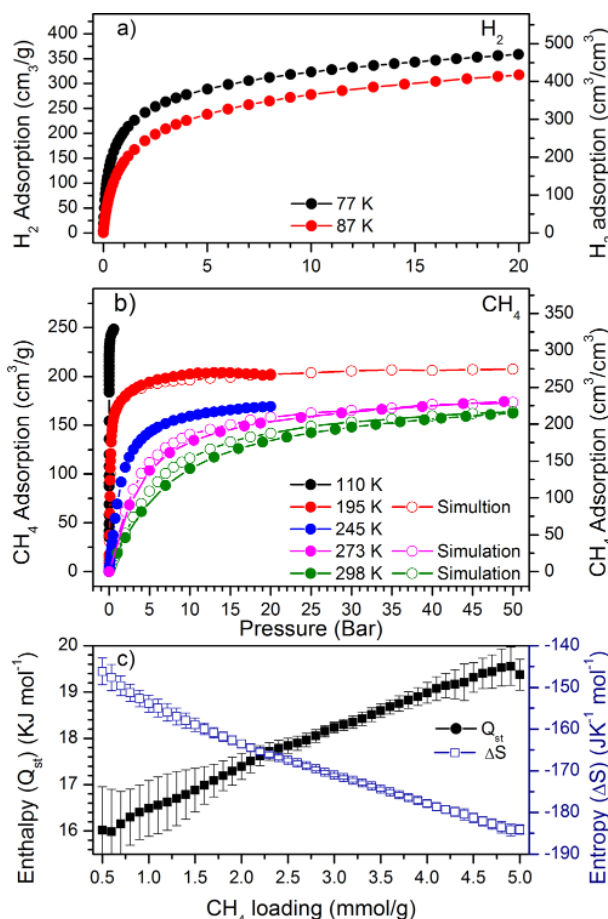 a)
H₂
H₂ Adsorption (cm³/g)
400
350
300
250
200
150
100
50
0
500
400
300
200
100
0
H₂ adsorption (cm³/cm³)
77 K
87 K
0 5 10 15 20
b)
CH₄
CH₄ Adsorption (cm³/g)
250
200
150
100
50
0
350
300
250
200
150
100
50
0
CH₄ Adsorption (cm³/cm³)
110 K
195 K Simultion
245 K
273 K Simulation
298 K Simulation
0 5 10 15 20 25 30 35 40 45 50
Pressure (Bar)
c)
Enthalpy (Qst) (KJ mol⁻¹)
20
19
18
17
16
-140
-150
-160
-170
-180
-190
Entropy (ΔS) (JK⁻¹ mol⁻¹)
Qst
ΔS
0.5 1.0 1.5 2.0 2.5 3.0 3.5 4.0 4.5 5.0
CH₄ loading (mmol/g)